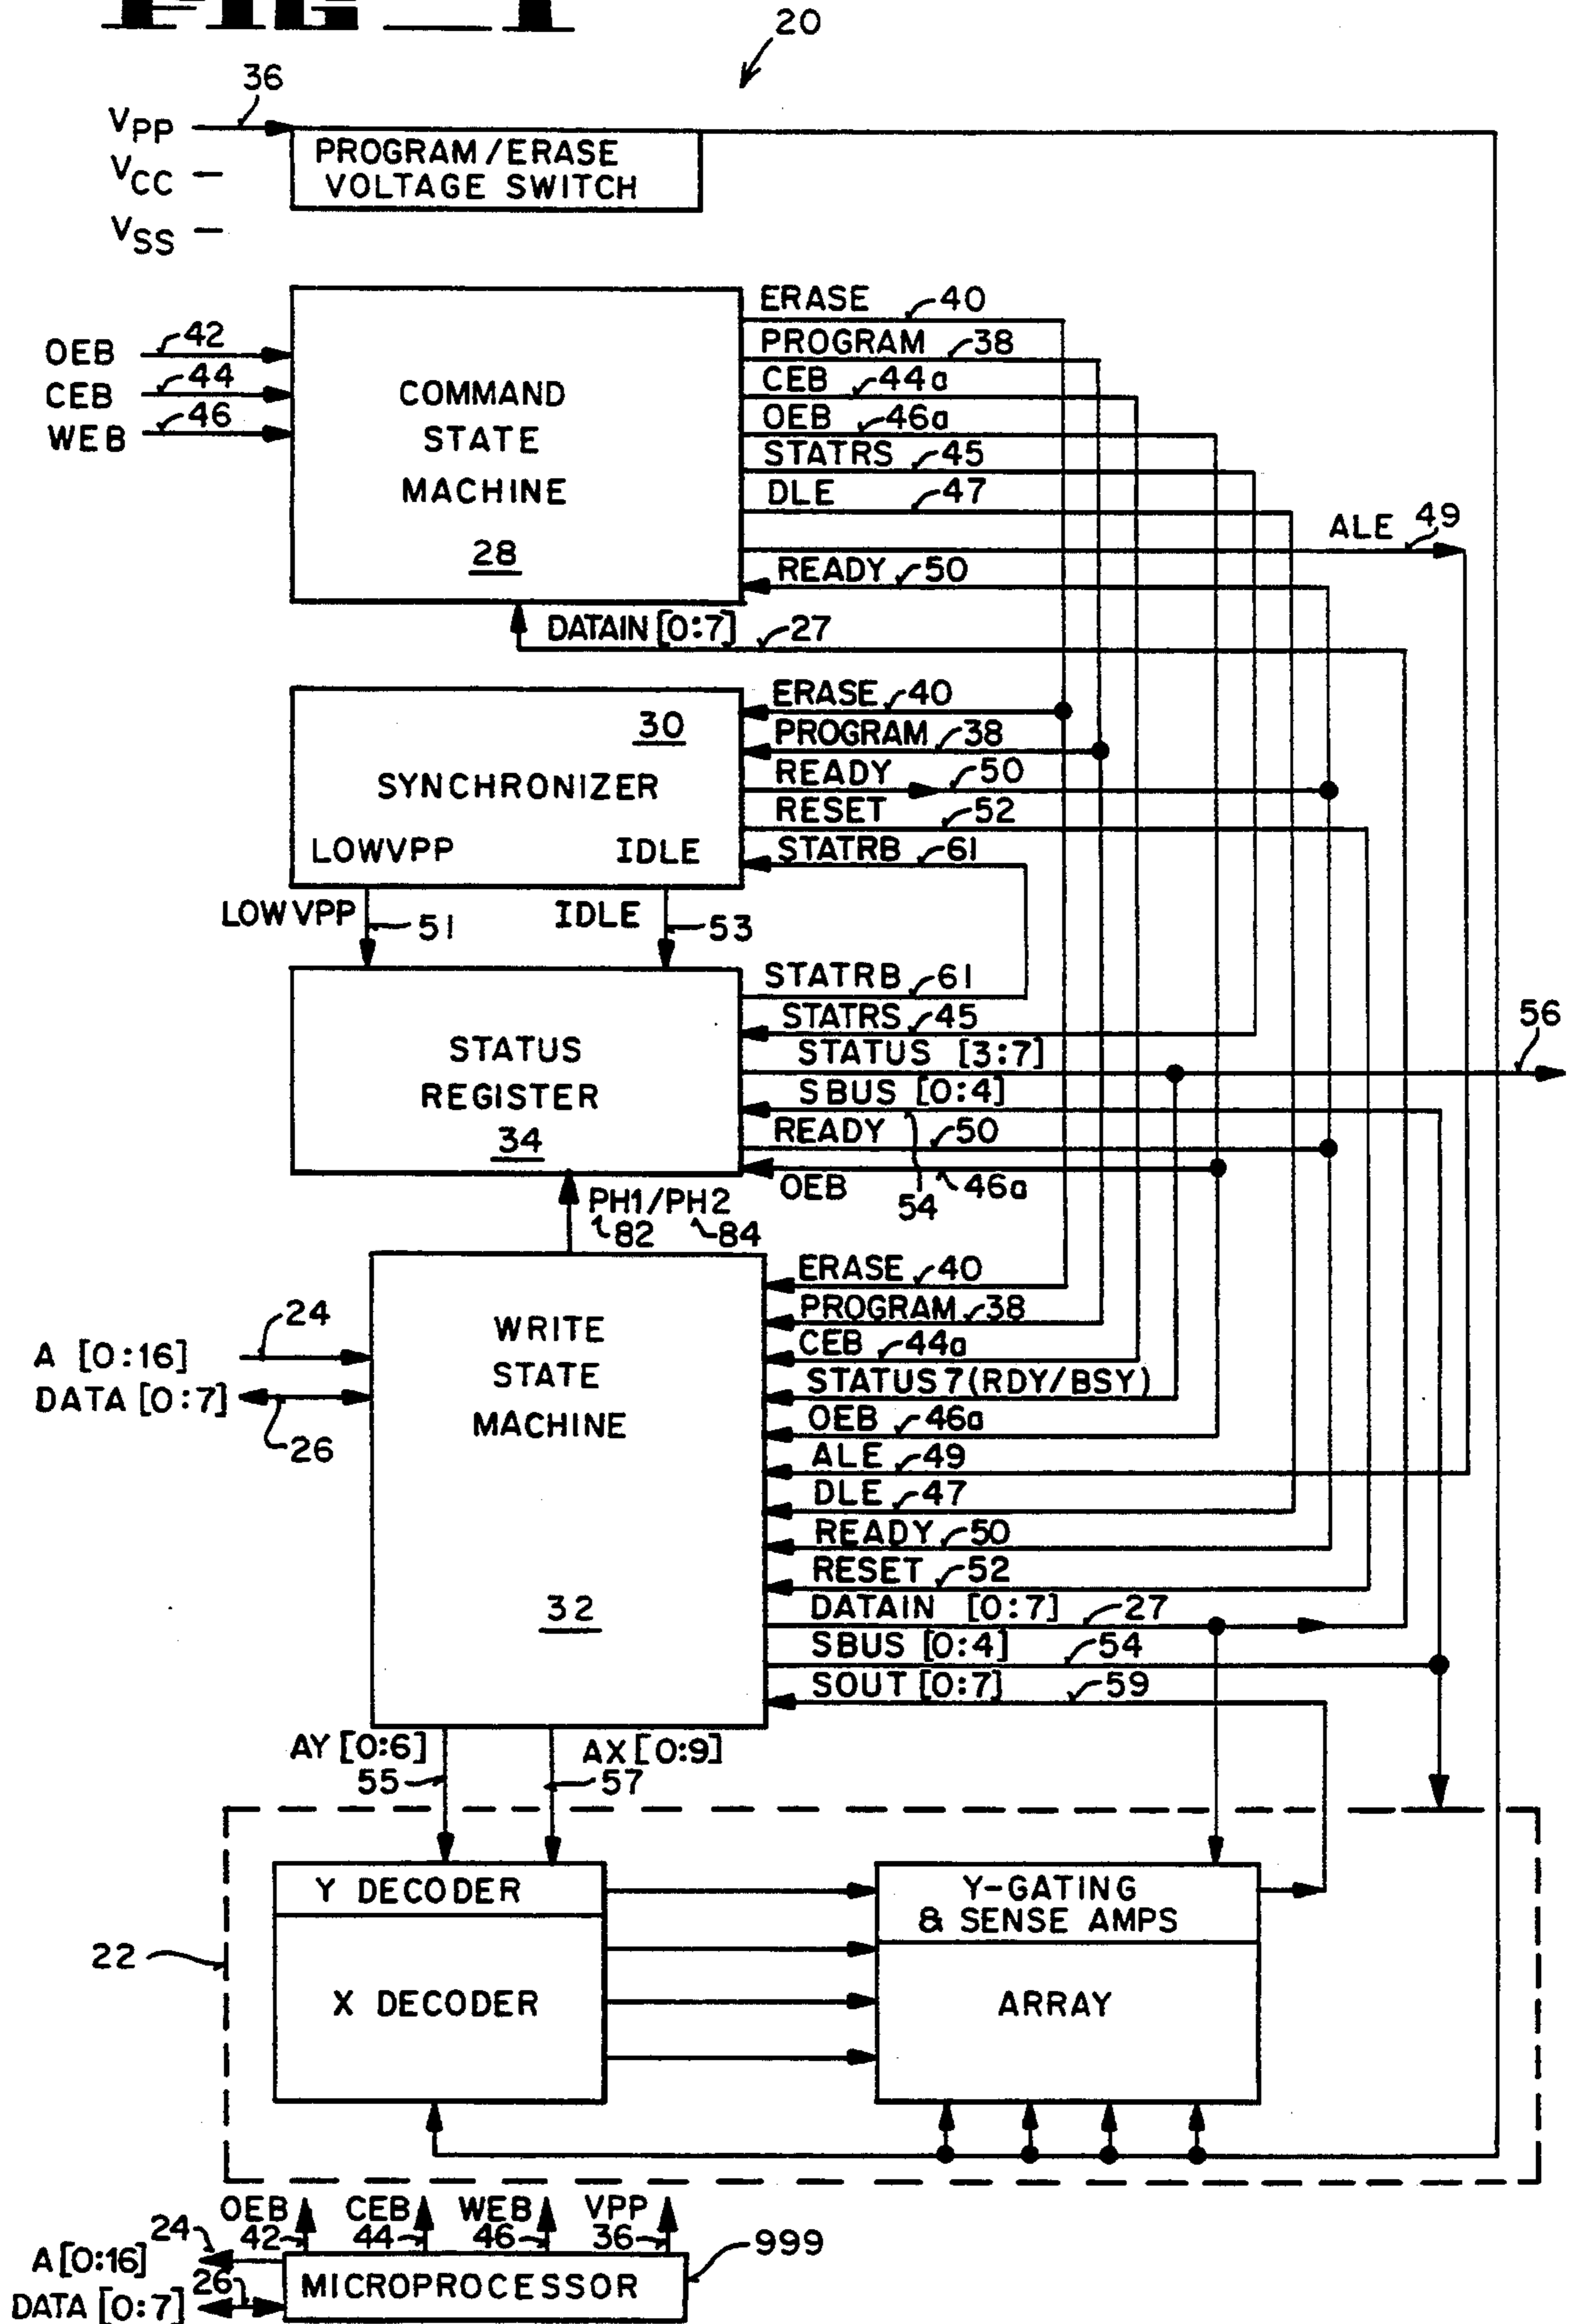 FIG_1
20
36
VPP
PROGRAM/ERASE
VOLTAGE SWITCH
VCC
VSS
OEB 42
CEB 44
WEB 46
COMMAND
STATE
MACHINE
28
ERASE 40
PROGRAM 38
CEB 44a
OEB 46a
STATRS 45
DLE 47
ALE 49
READY 50
DATAIN [0:7] 27
30
SYNCHRONIZER
LOWVPP IDLE
ERASE 40
PROGRAM 38
READY 50
RESET 52
STATRB 61
LOWVPP 51
IDLE 53
STATUS
REGISTER
34
STATRB 61
STATRS 45
STATUS [3:7]
56
SBUS [0:4]
READY 50
OEB 46a
54
PH1/PH2
82 84
24
A [0:16]
DATA [0:7]
26
WRITE
STATE
MACHINE
32
ERASE 40
PROGRAM 38
CEB 44a
STATUS7(RDY/BSY)
OEB 46a
ALE 49
DLE 47
READY 50
RESET 52
DATAIN [0:7] 27
SBUS [0:4] 54
SOUT [0:7] 59
AY [0:6]
55
AX [0:9]
57
22
Y DECODER
X DECODER
Y-GATING
& SENSE AMPS
ARRAY
OEB CEB WEB VPP
42 44 46 36
24
A[0:16]
26
DATA [0:7]
MICROPROCESSOR
999